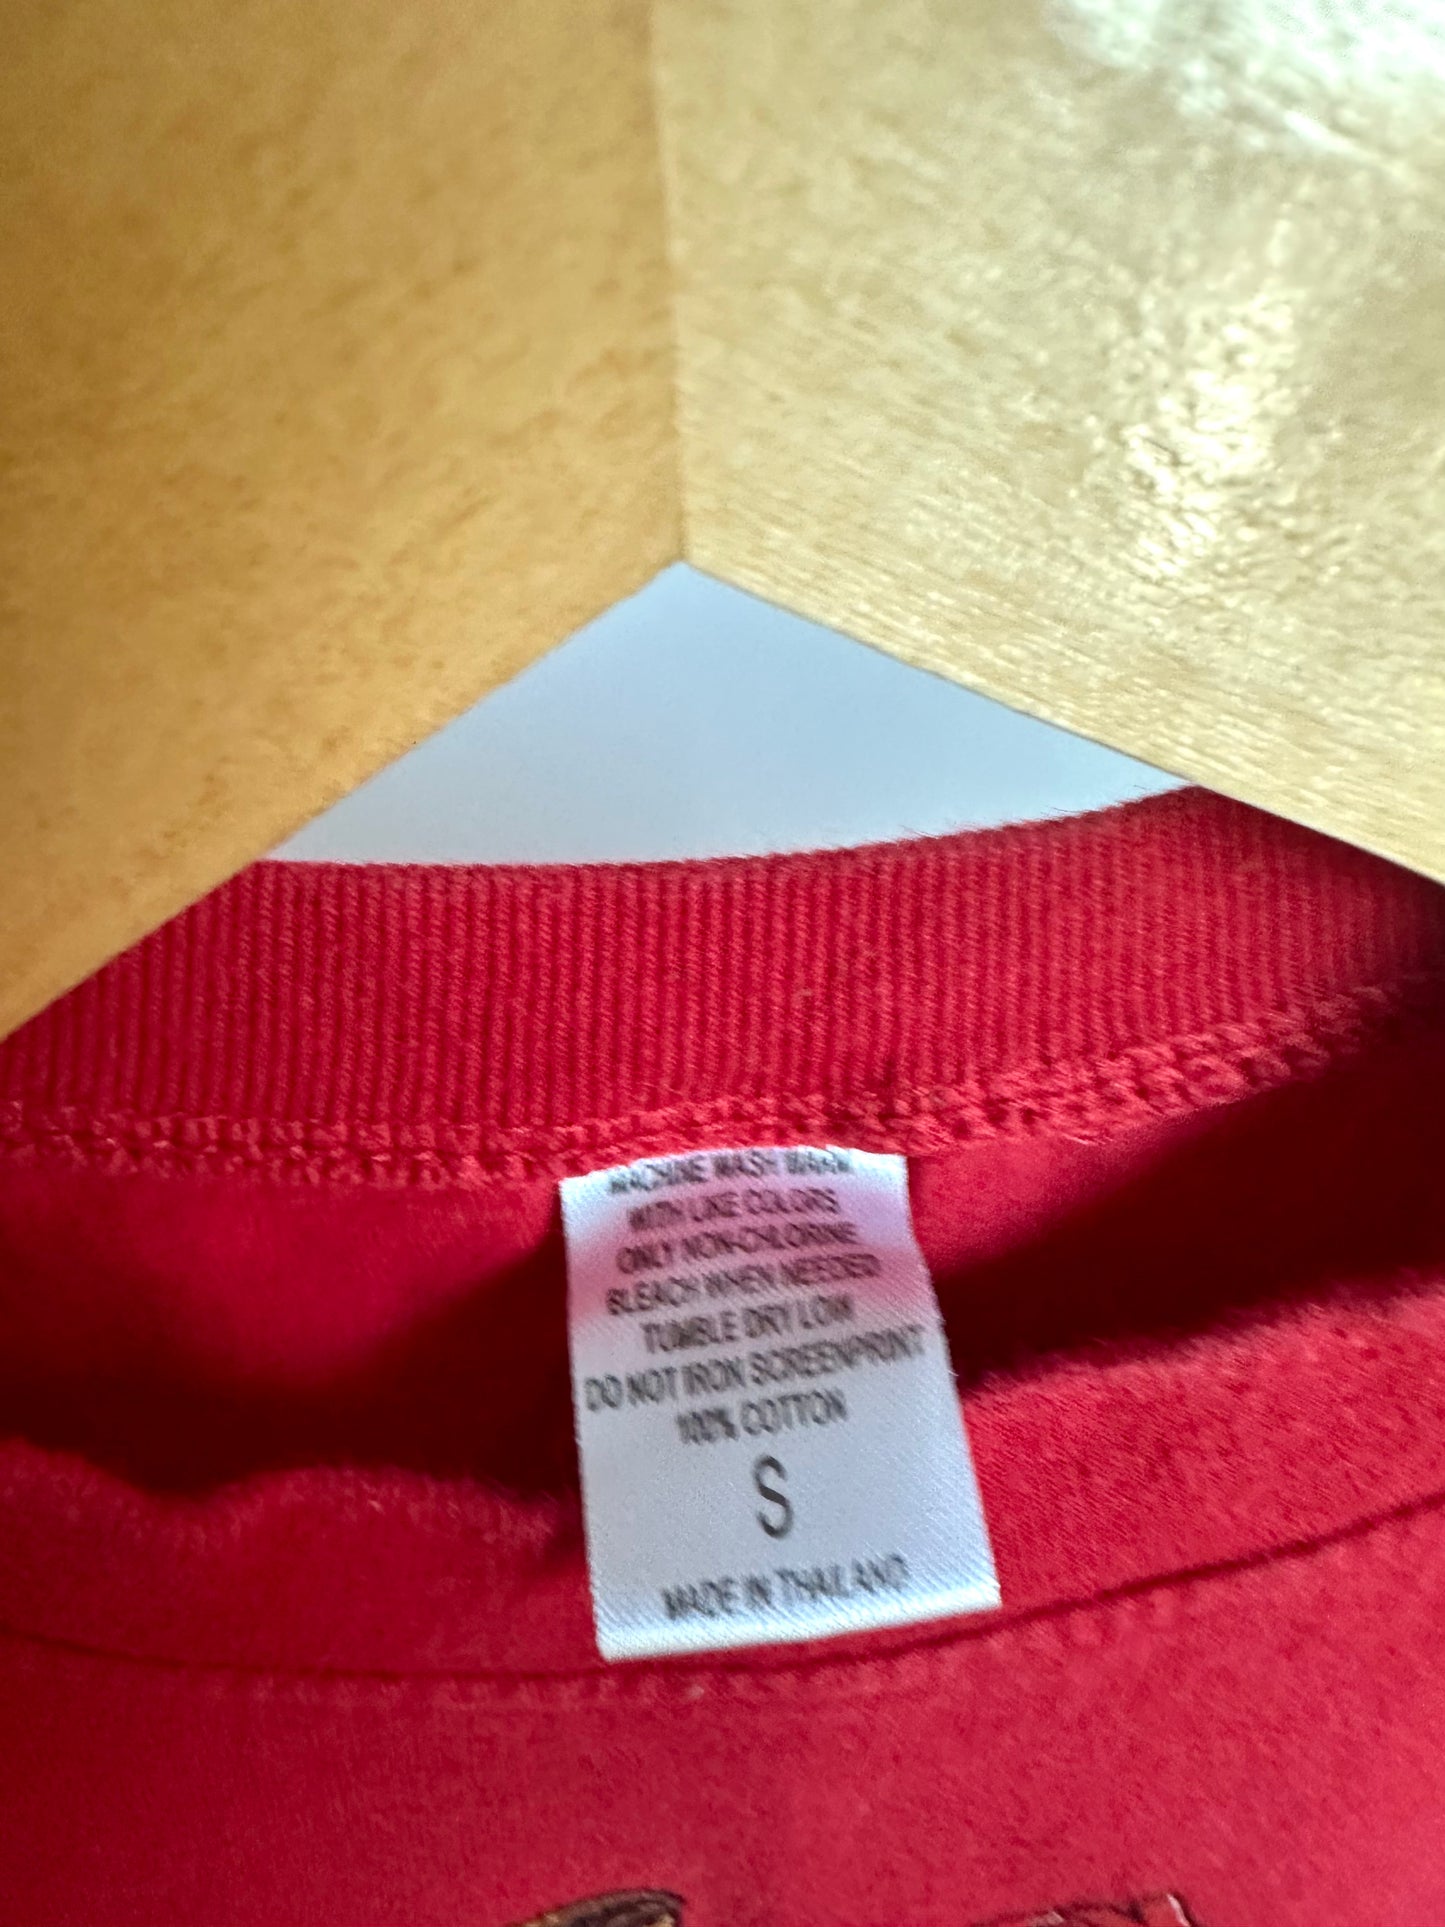 MACHINE WASH WARM
WITH LIKE COLORS
ONLY NON-CHLORINE
BLEACH WHEN NEEDED
TUMBLE DRY LOW
DO NOT IRON SCREENPRINT
100% COTTON
S
MADE IN THAILAND